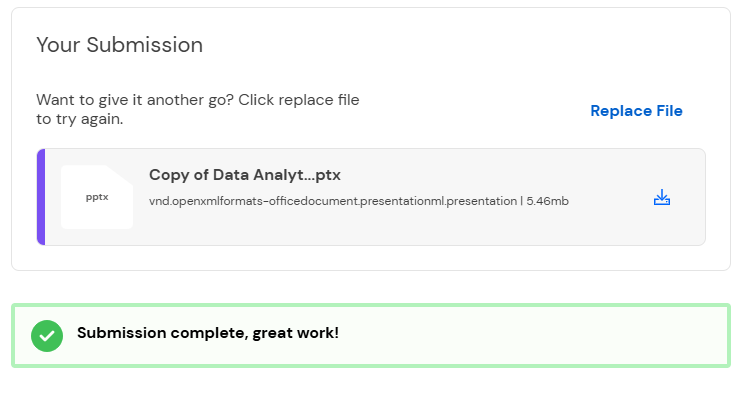 Your Submission
Want to give it another go? Click replace file
to try again.
Replace File
pptx
Copy of Data Analyt...ptx
vnd.openxmlformats-officedocument.presentationml.presentation | 5.46mb
Submission complete, great work!